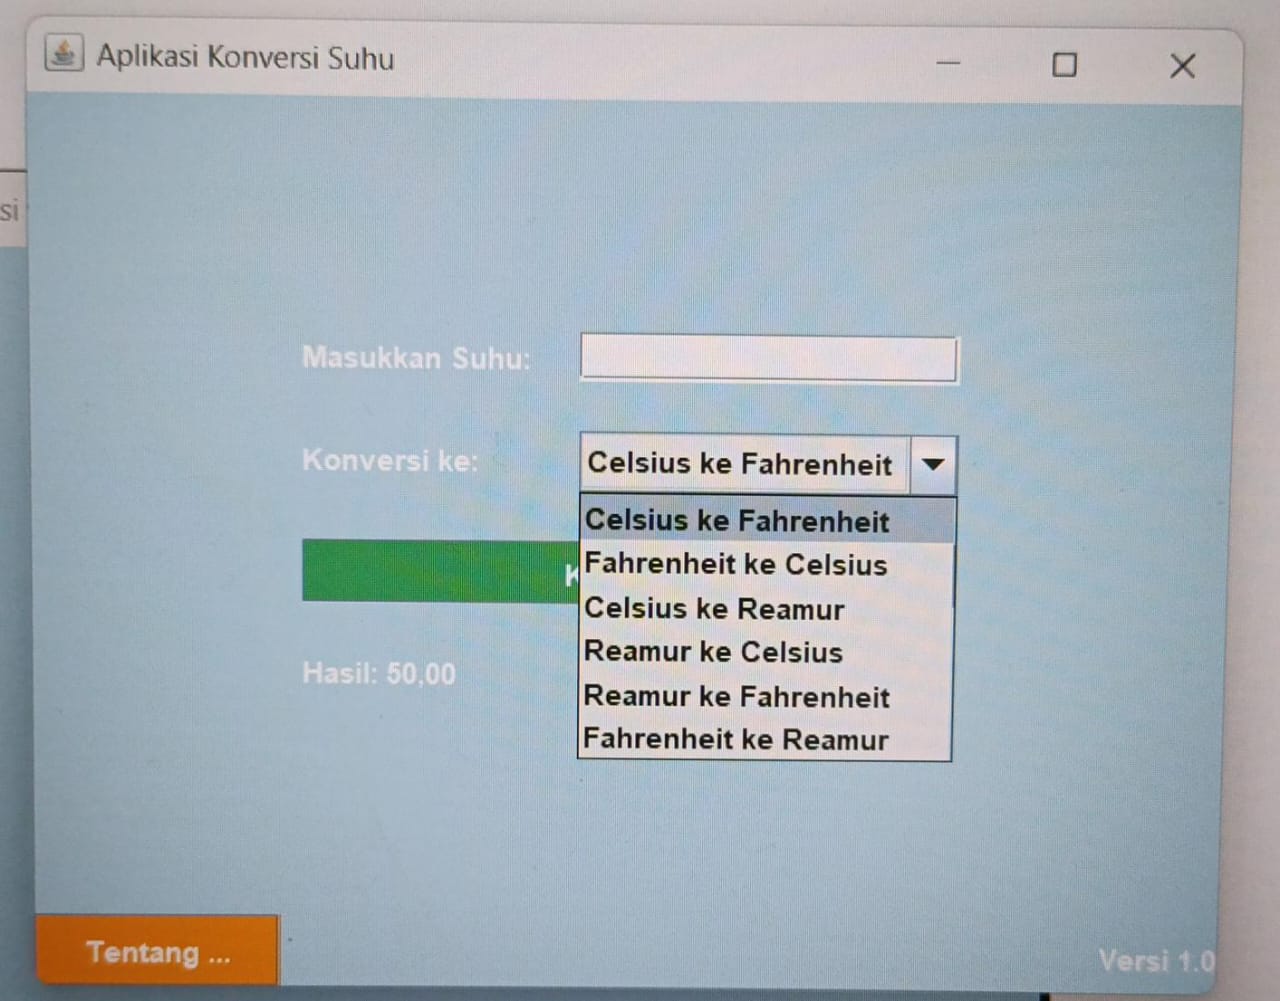 Aplikasi Konversi Suhu
si
Masukkan Suhu:
Konversi ke:
Celsius ke Fahrenheit
Celsius ke Fahrenheit
Fahrenheit ke Celsius
K
Celsius ke Reamur
Reamur ke Celsius
Hasil: 50,00
Reamur ke Fahrenheit
Fahrenheit ke Reamur
Tentang ...
Versi 1.0